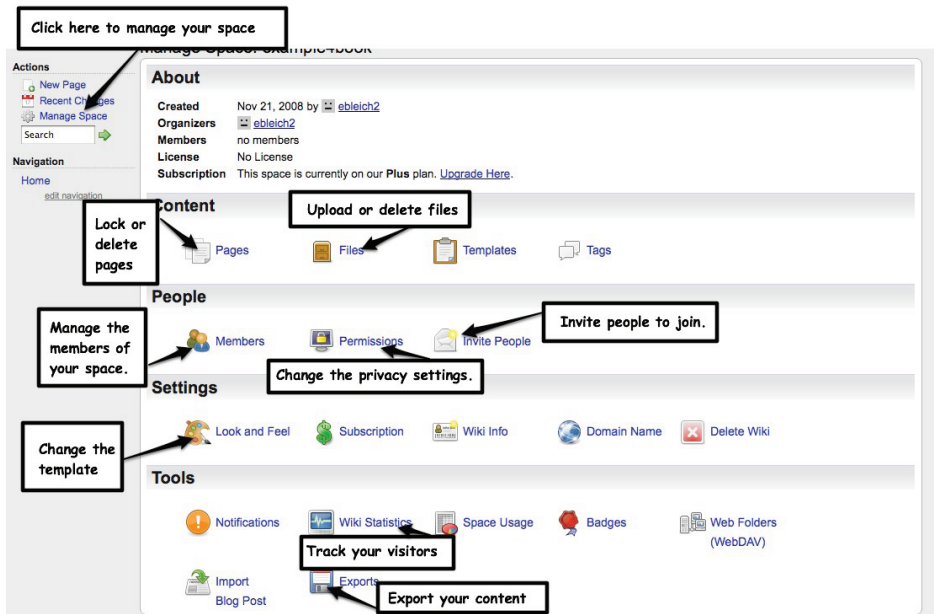 Click here to manage your space
Manage Space: example4book
Actions
New Page
Recent Changes
Manage Space
Search
Navigation
Home
edit navigation
About
Created Nov 21, 2008 by ebleich2
Organizers ebleich2
Members no members
License No License
Subscription This space is currently on our Plus plan. Upgrade Here.
Content
Lock or
delete
pages
Upload or delete files
Pages Files Templates Tags
People
Manage the
members of
your space.
Invite people to join.
Members Permissions Invite People
Change the privacy settings.
Settings
Change the
template
Look and Feel Subscription Wiki Info Domain Name Delete Wiki
Tools
Notifications Wiki Statistics Space Usage Badges Web Folders
(WebDAV)
Track your visitors
Import Exports
Blog Post
Export your content